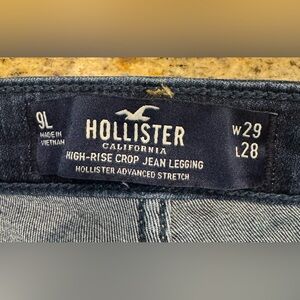 9L
MADE IN
VIETNAM
HOLLISTER
CALIFORNIA
HIGH-RISE CROP JEAN LEGGING
HOLLISTER ADVANCED STRETCH
W29
L28